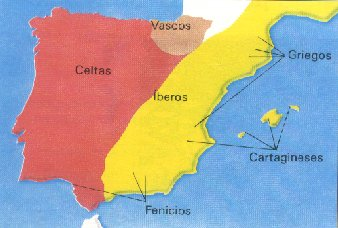 Vascos
Celtas
Griegos
Íberos
Cartagineses
Fenicios